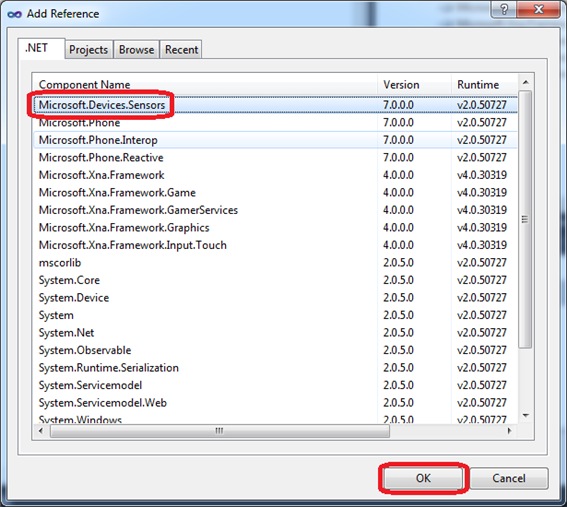 Add Reference
.NET Projects Browse Recent
Component Name Version Runtime
Microsoft.Devices.Sensors 7.0.0.0 v2.0.50727
Microsoft.Phone 7.0.0.0 v2.0.50727
Microsoft.Phone.Interop 7.0.0.0 v2.0.50727
Microsoft.Phone.Reactive 7.0.0.0 v2.0.50727
Microsoft.Xna.Framework 4.0.0.0 v4.0.30319
Microsoft.Xna.Framework.Game 4.0.0.0 v4.0.30319
Microsoft.Xna.Framework.GamerServices 4.0.0.0 v4.0.30319
Microsoft.Xna.Framework.Graphics 4.0.0.0 v4.0.30319
Microsoft.Xna.Framework.Input.Touch 4.0.0.0 v4.0.30319
mscorlib 2.0.5.0 v2.0.50727
System.Core 2.0.5.0 v2.0.50727
System.Device 2.0.5.0 v2.0.50727
System 2.0.5.0 v2.0.50727
System.Net 2.0.5.0 v2.0.50727
System.Observable 2.0.5.0 v2.0.50727
System.Runtime.Serialization 2.0.5.0 v2.0.50727
System.Servicemodel 2.0.5.0 v2.0.50727
System.Servicemodel.Web 2.0.5.0 v2.0.50727
System.Windows 2.0.5.0 v2.0.50727
OK Cancel